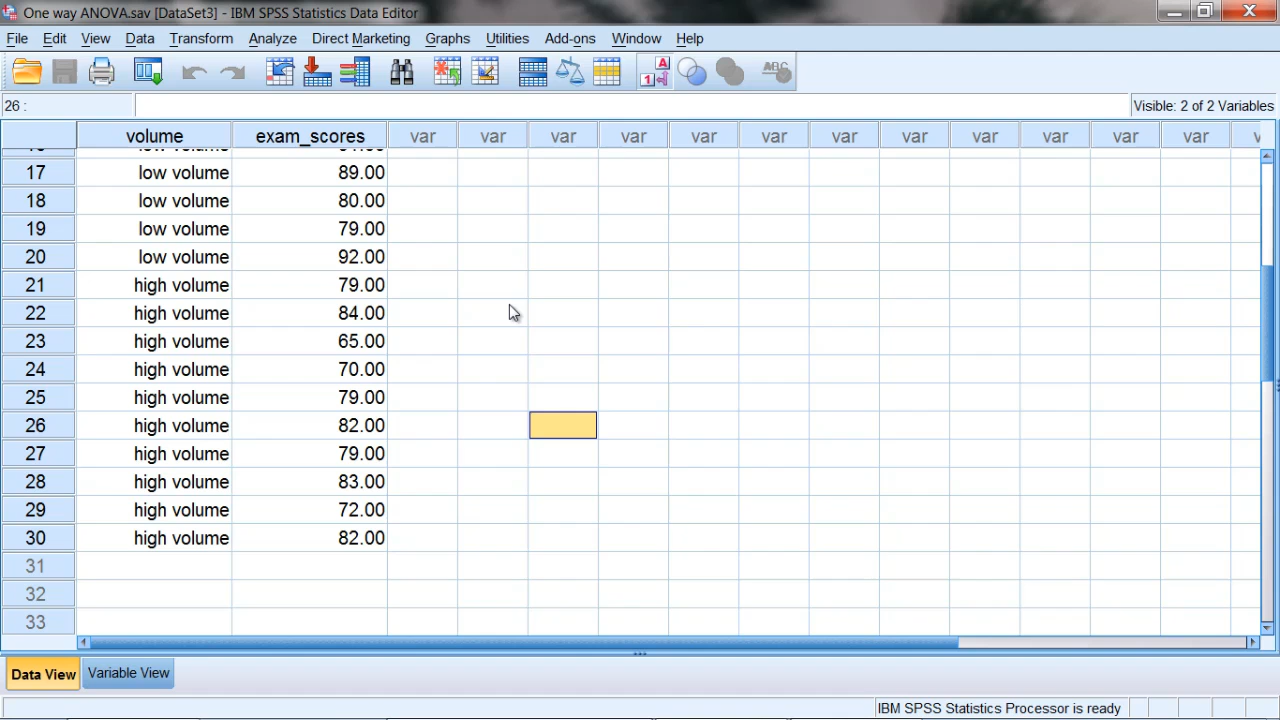 One way ANOVA.sav [DataSet3] - IBM SPSS Statistics Data Editor
File Edit View Data Transform Analyze Direct Marketing Graphs Utilities Add-ons Window Help
26 :
Visible: 2 of 2 Variables
volume exam_scores var var var var var var var var var var var var
17 low volume 89.00
18 low volume 80.00
19 low volume 79.00
20 low volume 92.00
21 high volume 79.00
22 high volume 84.00
23 high volume 65.00
24 high volume 70.00
25 high volume 79.00
26 high volume 82.00
27 high volume 79.00
28 high volume 83.00
29 high volume 72.00
30 high volume 82.00
31
32
33
Data View Variable View
IBM SPSS Statistics Processor is ready